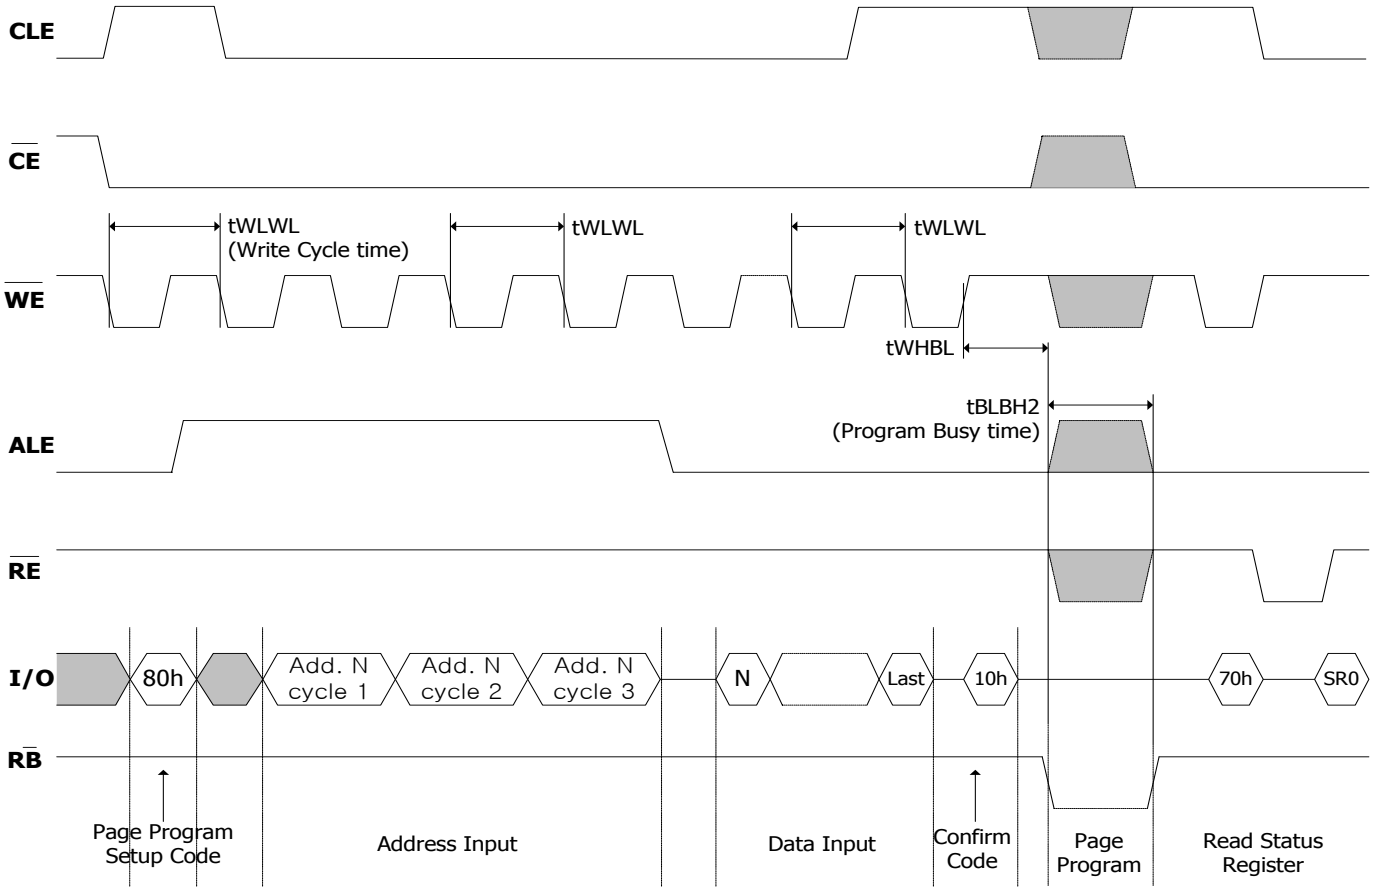 CLE
CE
tWLWL
(Write Cycle time)
tWLWL
tWLWL
WE
tWHBL
tBLBH2
(Program Busy time)
ALE
RE
I/O
80h
Add. N
cycle 1
Add. N
cycle 2
Add. N
cycle 3
N
Last
10h
70h
SR0
RB
Page Program
Setup Code
Address Input
Data Input
Confirm
Code
Page
Program
Read Status
Register